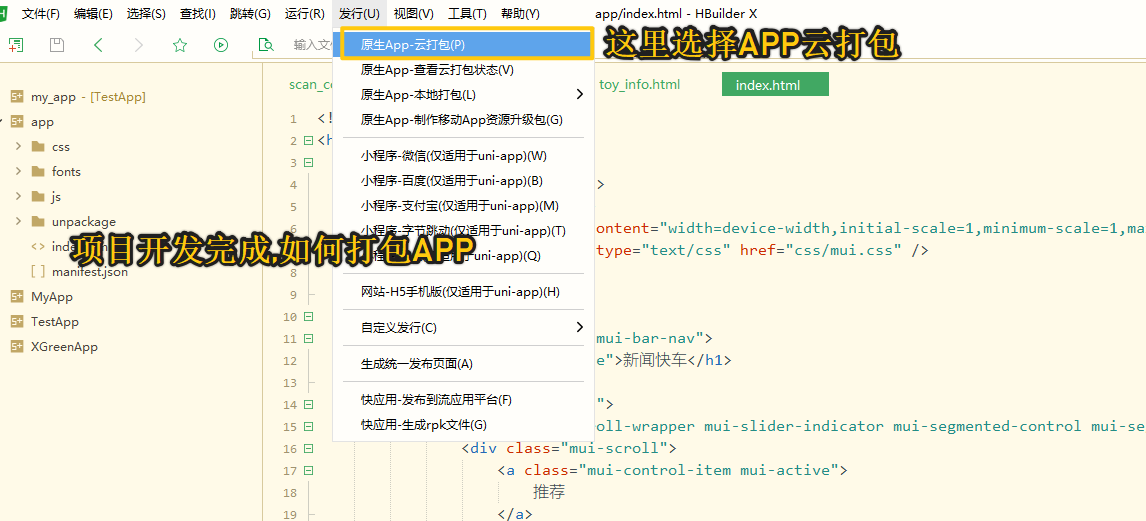 文件(F) 编辑(E) 选择(S) 查找(I) 跳转(G) 运行(R) 发行(U) 视图(V) 工具(T) 帮助(Y) app/index.html - HBuilder X
输入文
原生App-云打包(P)
这里选择APP云打包
原生App-查看云打包状态(V)
原生App-本地打包(L)
原生App-制作移动App资源升级包(G)
小程序-微信(仅适用于uni-app)(W)
小程序-百度(仅适用于uni-app)(B)
小程序-支付宝(仅适用于uni-app)(M)
小程序-字节跳动(仅适用于uni-app)(T)
(仅适用于uni-app)(Q)
网站-H5手机版(仅适用于uni-app)(H)
自定义发行(C)
生成统一发布页面(A)
快应用-发布到流应用平台(F)
快应用-生成rpk文件(G)
my_app - [TestApp]
app
css
fonts
js
unpackage
项目开发完成,如何打包APP
manifest.json
MyApp
TestApp
XGreenApp
scan_co toy_info.html index.html
1 <!
2 <h
3
4 >
5
6 ontent="width=device-width,initial-scale=1,minimum-scale=1,ma
type="text/css" href="css/mui.css" />
9
10
11 mui-bar-nav">
12 e">新闻快车</h1>
13
14 ">
15 oll-wrapper mui-slider-indicator mui-segmented-control mui-se
16 <div class="mui-scroll">
17 <a class="mui-control-item mui-active">
18 推荐
19 </a>